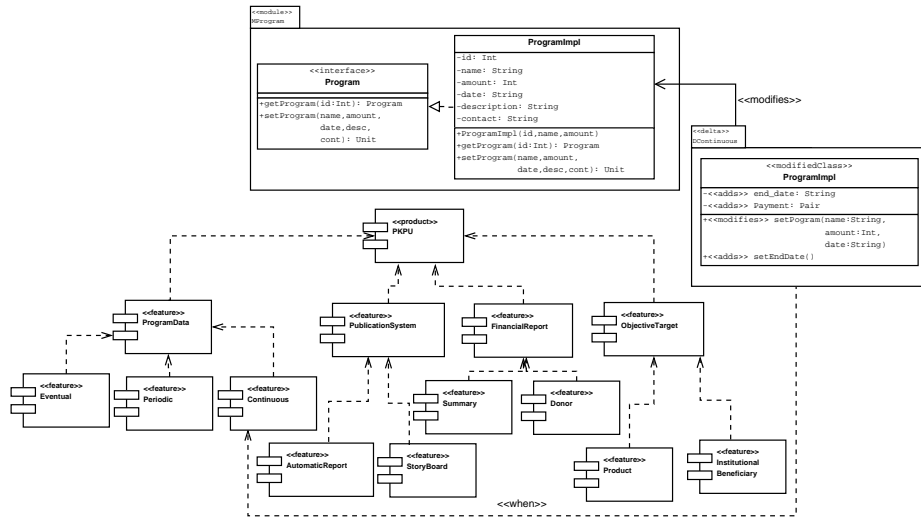 <<module>>
MProgram
ProgramImpl
-id: Int
-name: String
-amount: Int
-date: String
-description: String
-contact: String
+ProgramImpl(id,name,amount)
+getProgram(id:Int): Program
+setProgram(name,amount,
date,desc,cont): Unit
<<interface>>
Program
+getProgram(id:Int): Program
+setProgram(name,amount,
date,desc,
cont): Unit
<<modifies>>
<<delta>>
DContinuous
<<modifiedClass>>
ProgramImpl
-<<adds>> end_date: String
-<<adds>> Payment: Pair
+<<modifies>> setPogram(name:String,
amount:Int,
date:String)
+<<adds>> setEndDate()
<<product>>
PKPU
<<feature>>
ProgramData
<<feature>>
PublicationSystem
<<feature>>
FinancialReport
<<feature>>
ObjectiveTarget
<<feature>>
Eventual
<<feature>>
Periodic
<<feature>>
Continuous
<<feature>>
Summary
<<feature>>
Donor
<<feature>>
AutomaticReport
<<feature>>
StoryBoard
<<feature>>
Product
<<feature>>
Institutional
Beneficiary
<<when>>